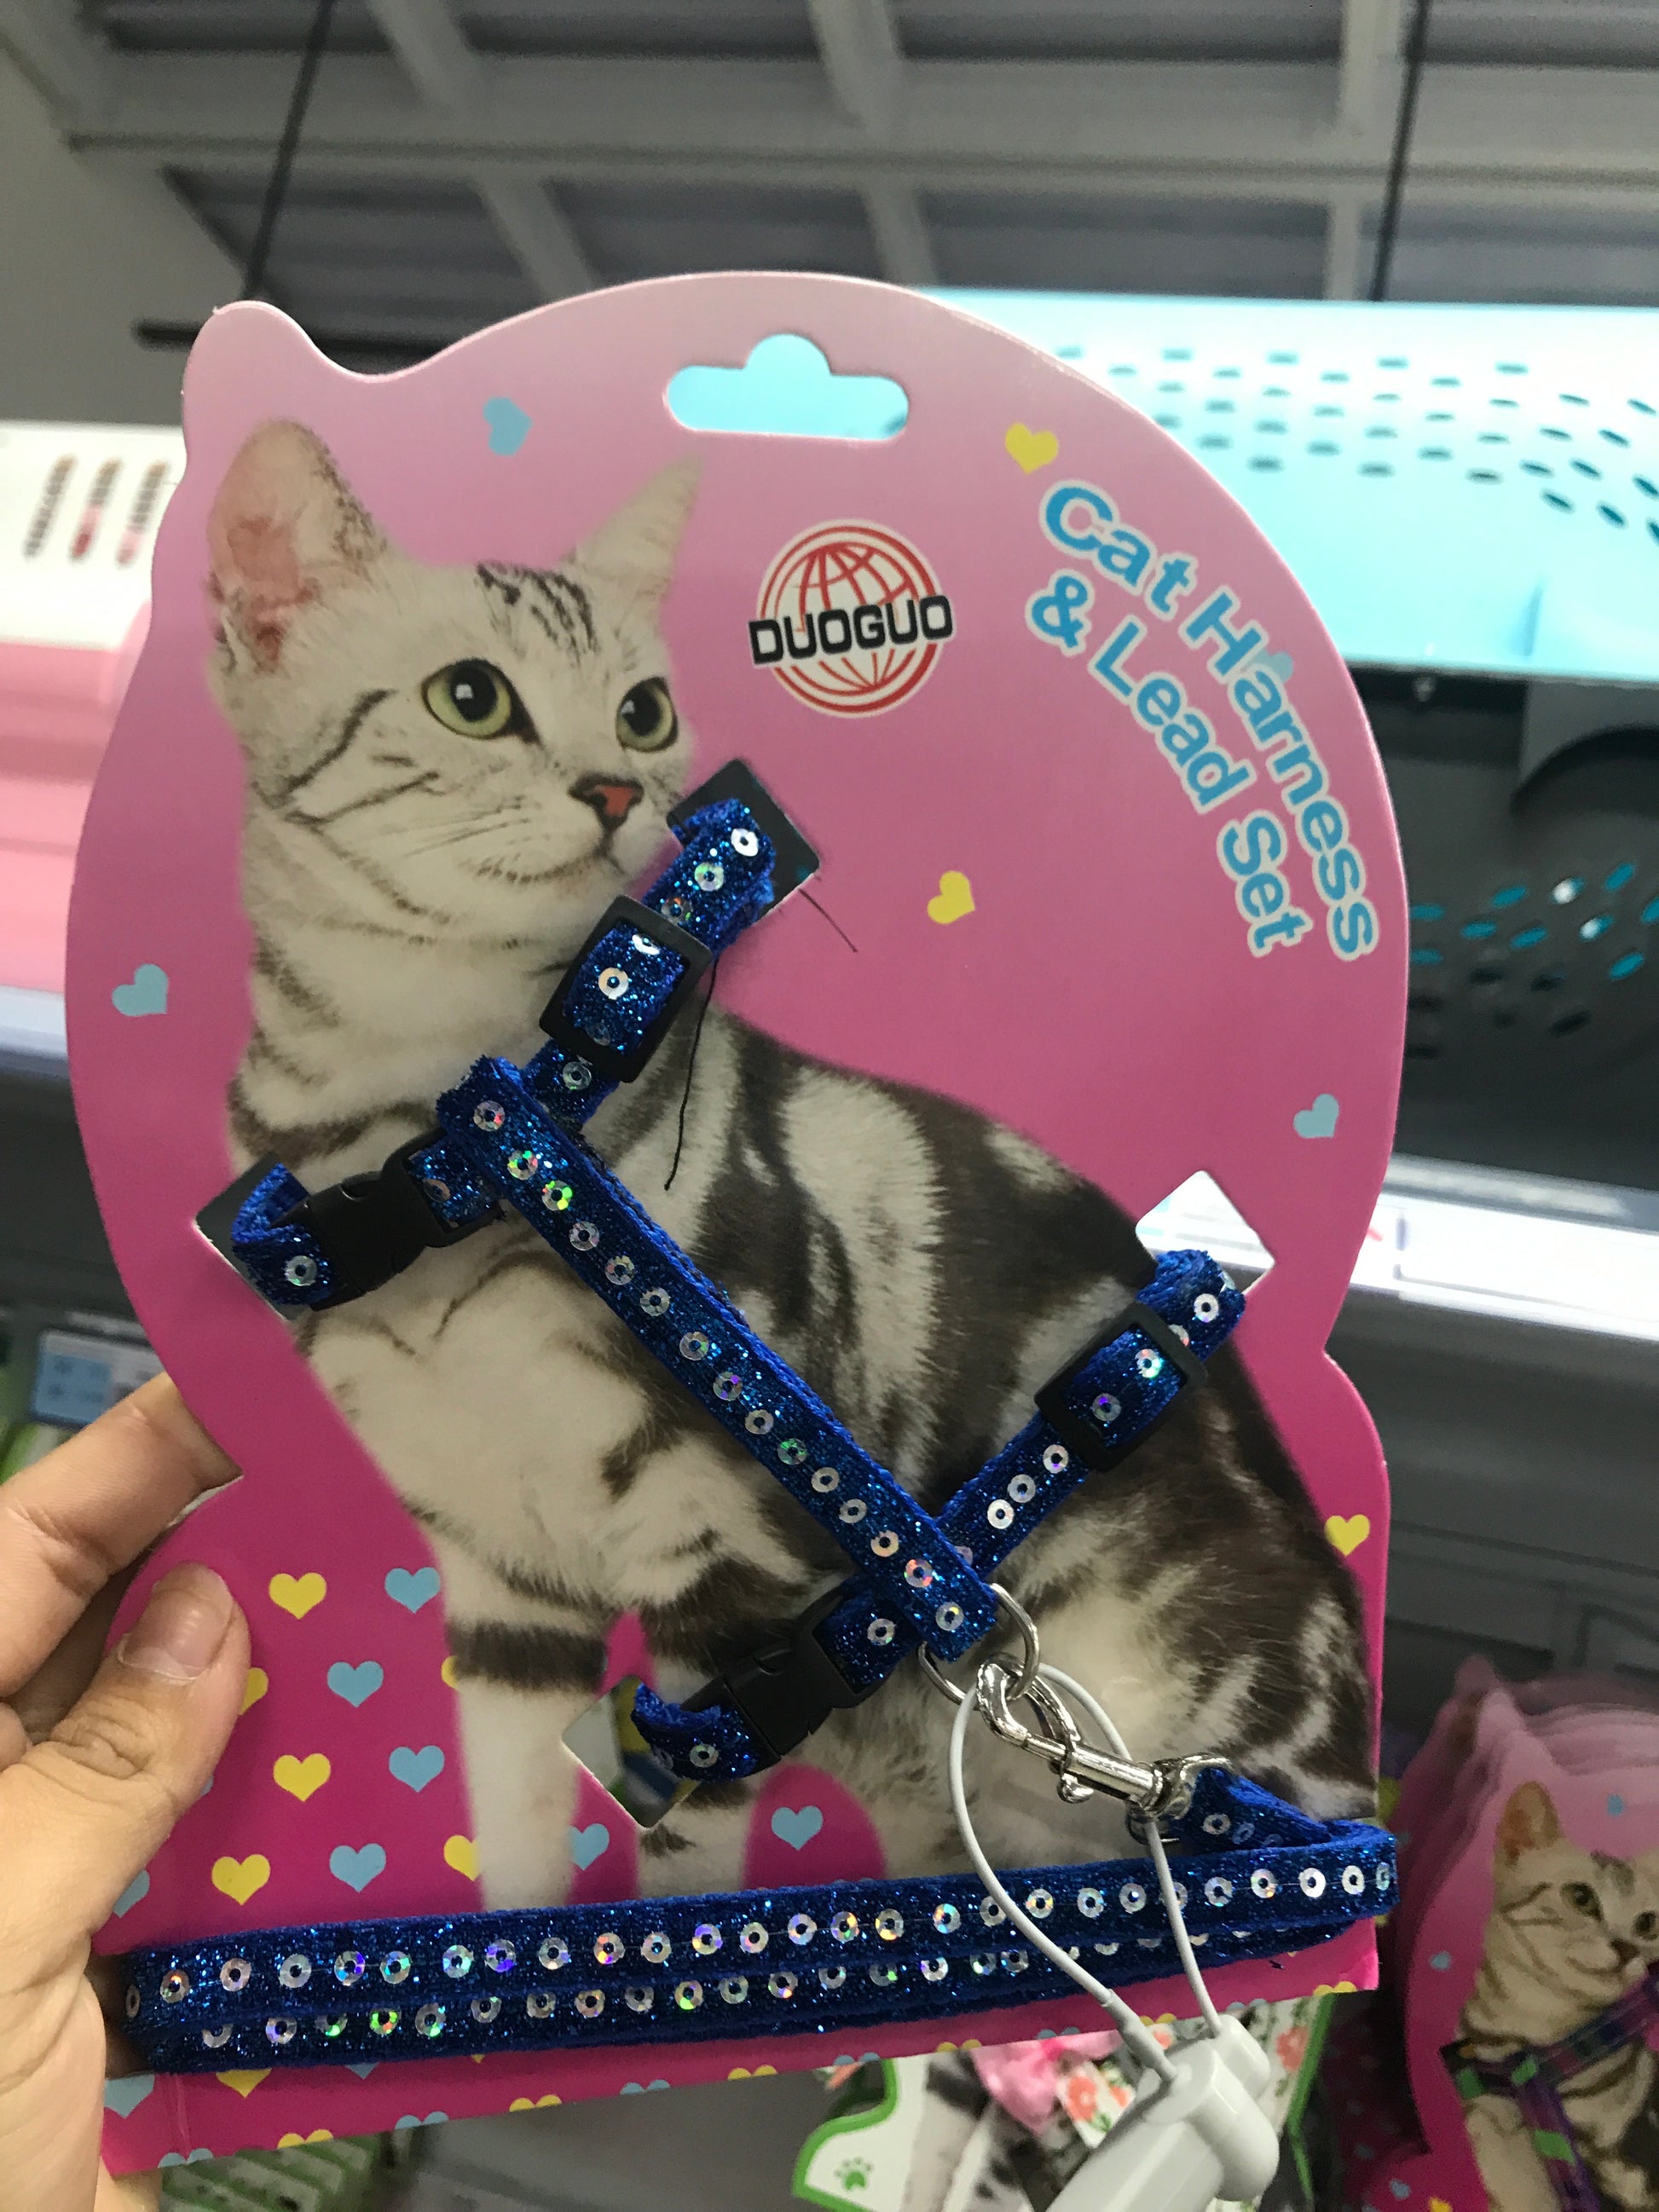 DUOGUO
Cat Harness
& Lead Set